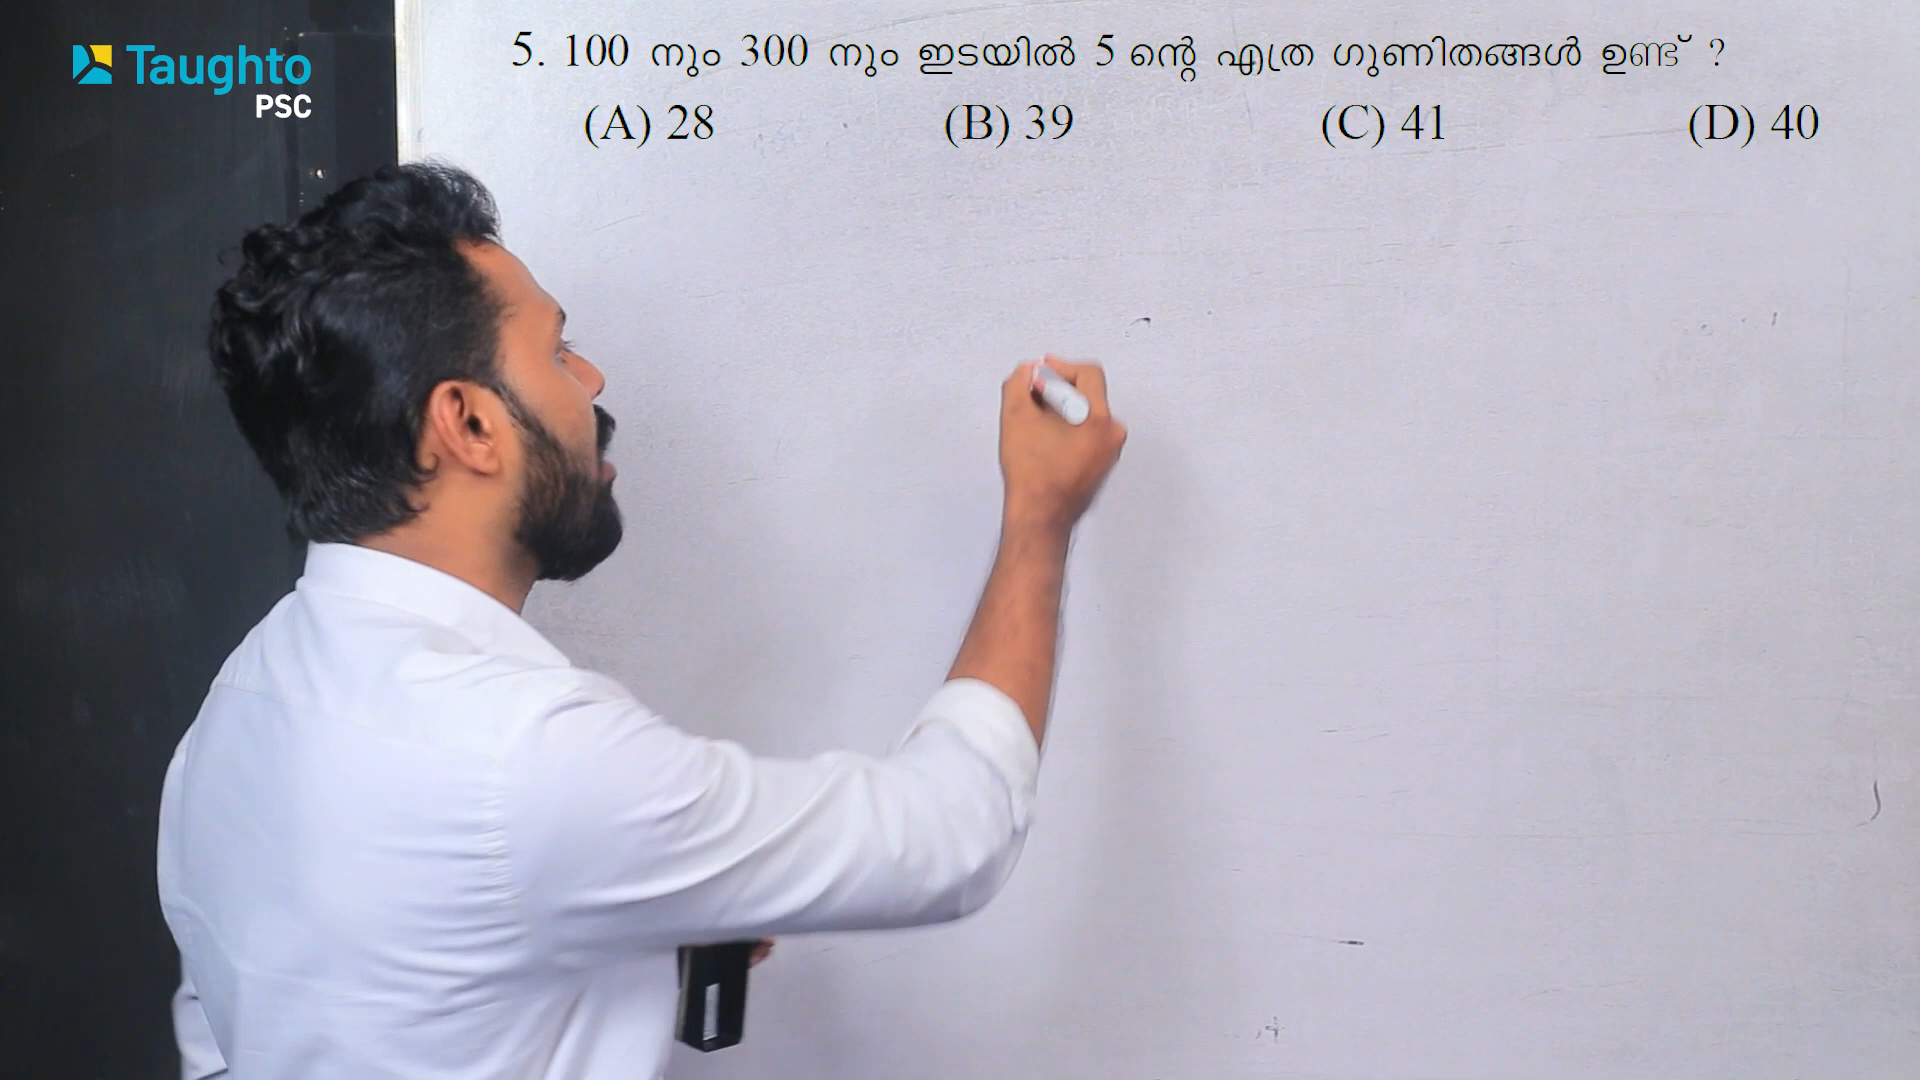 Taughto
PSC
5. 100 നും 300 നും ഇടയിൽ 5 ന്റെ എത്ര ഗുണിതങ്ങൾ ഉണ്ട് ?
(A) 28 (B) 39 (C) 41 (D) 40